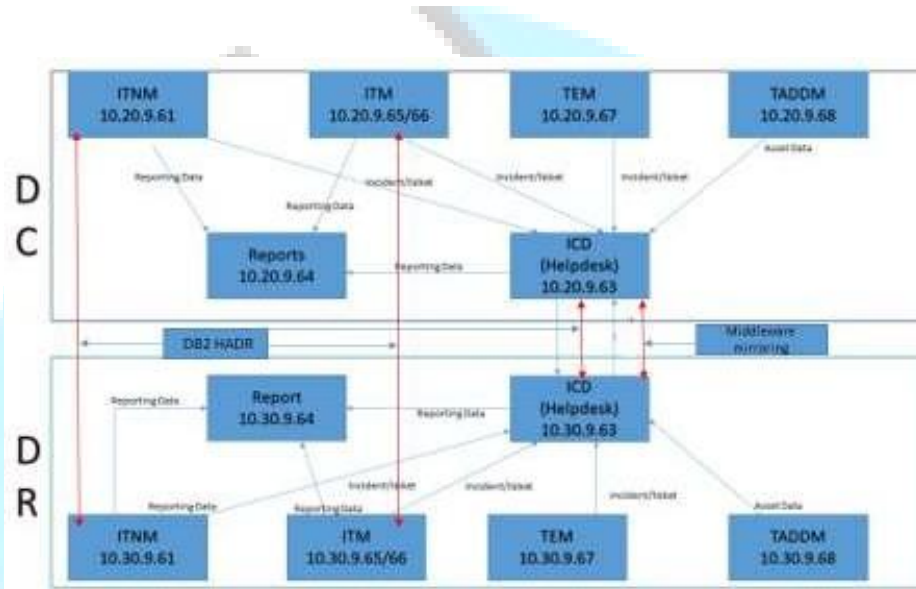 ITNM
10.20.9.61
ITM
10.20.9.65/66
TEM
10.20.9.67
TADDM
10.20.9.68
Asset Data
Reporting Data
Incident/Ticket
Incident/Ticket
Incident/Ticket
Reporting Data
D
C
Reports
10.20.9.64
Reporting Data
ICD
(Helpdesk)
10.20.9.63
DB2 HADR
Middleware
mirroring
Report
10.30.9.64
Reporting Data
Reporting Data
ICD
(Helpdesk)
10.30.9.63
D
R
Incident/Ticket
Incident/Ticket
Incident/Ticket
Reporting Data
Reporting Data
Asset Data
ITNM
10.30.9.61
ITM
10.30.9.65/66
TEM
10.30.9.67
TADDM
10.30.9.68